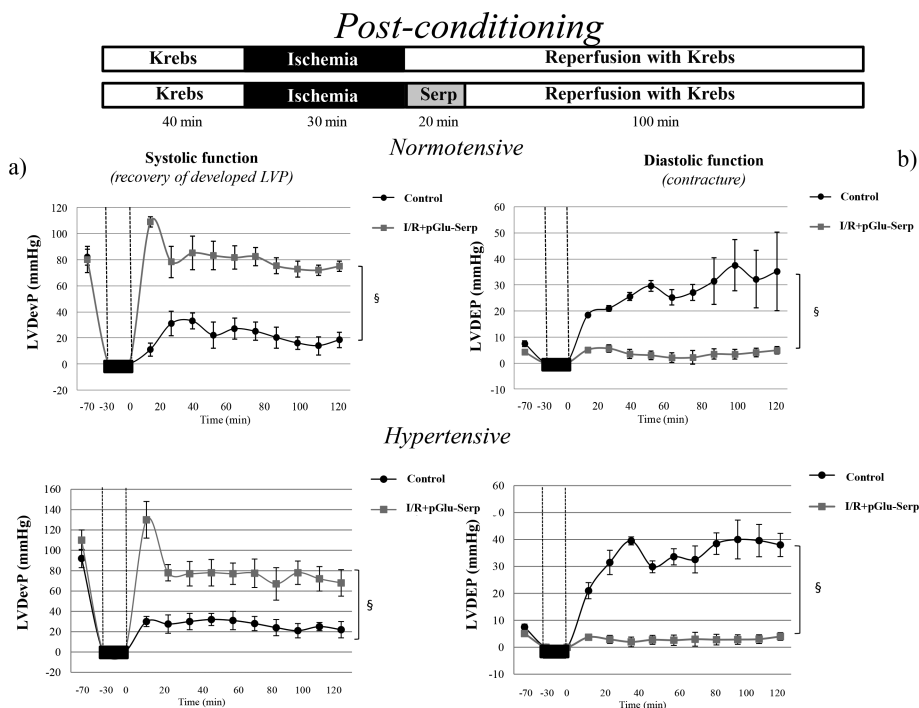 Post-conditioning
Krebs Ischemia Reperfusion with Krebs
Krebs Ischemia Serp Reperfusion with Krebs
40 min 30 min 20 min 100 min
Normotensive
a)
Systolic function
(recovery of developed LVP)
Control
I/R+pGlu-Serp
LVDevP (mmHg)
120
100
80
60
40
20
0
-20
§
-70 -30 0 20 40 60 80 100 120
Time (min)
b)
Diastolic function
(contracture)
Control
I/R+pGlu-Serp
LVDEP (mmHg)
60
50
40
30
20
10
0
-10
§
-70 -30 0 20 40 60 80 100 120
Time (min)
Hypertensive
Control
I/R+pGlu-Serp
LVDevP (mmHg)
160
140
120
100
80
60
40
20
0
-20
§
-70 -30 0 20 40 60 80 100 120
Time (min)
Control
I/R+pGlu-Serp
LVDEP (mmHg)
60
.0
40
30
20
10
0
-10
§
-70 -30 0 20 40 60 80 100 120
Time (min)